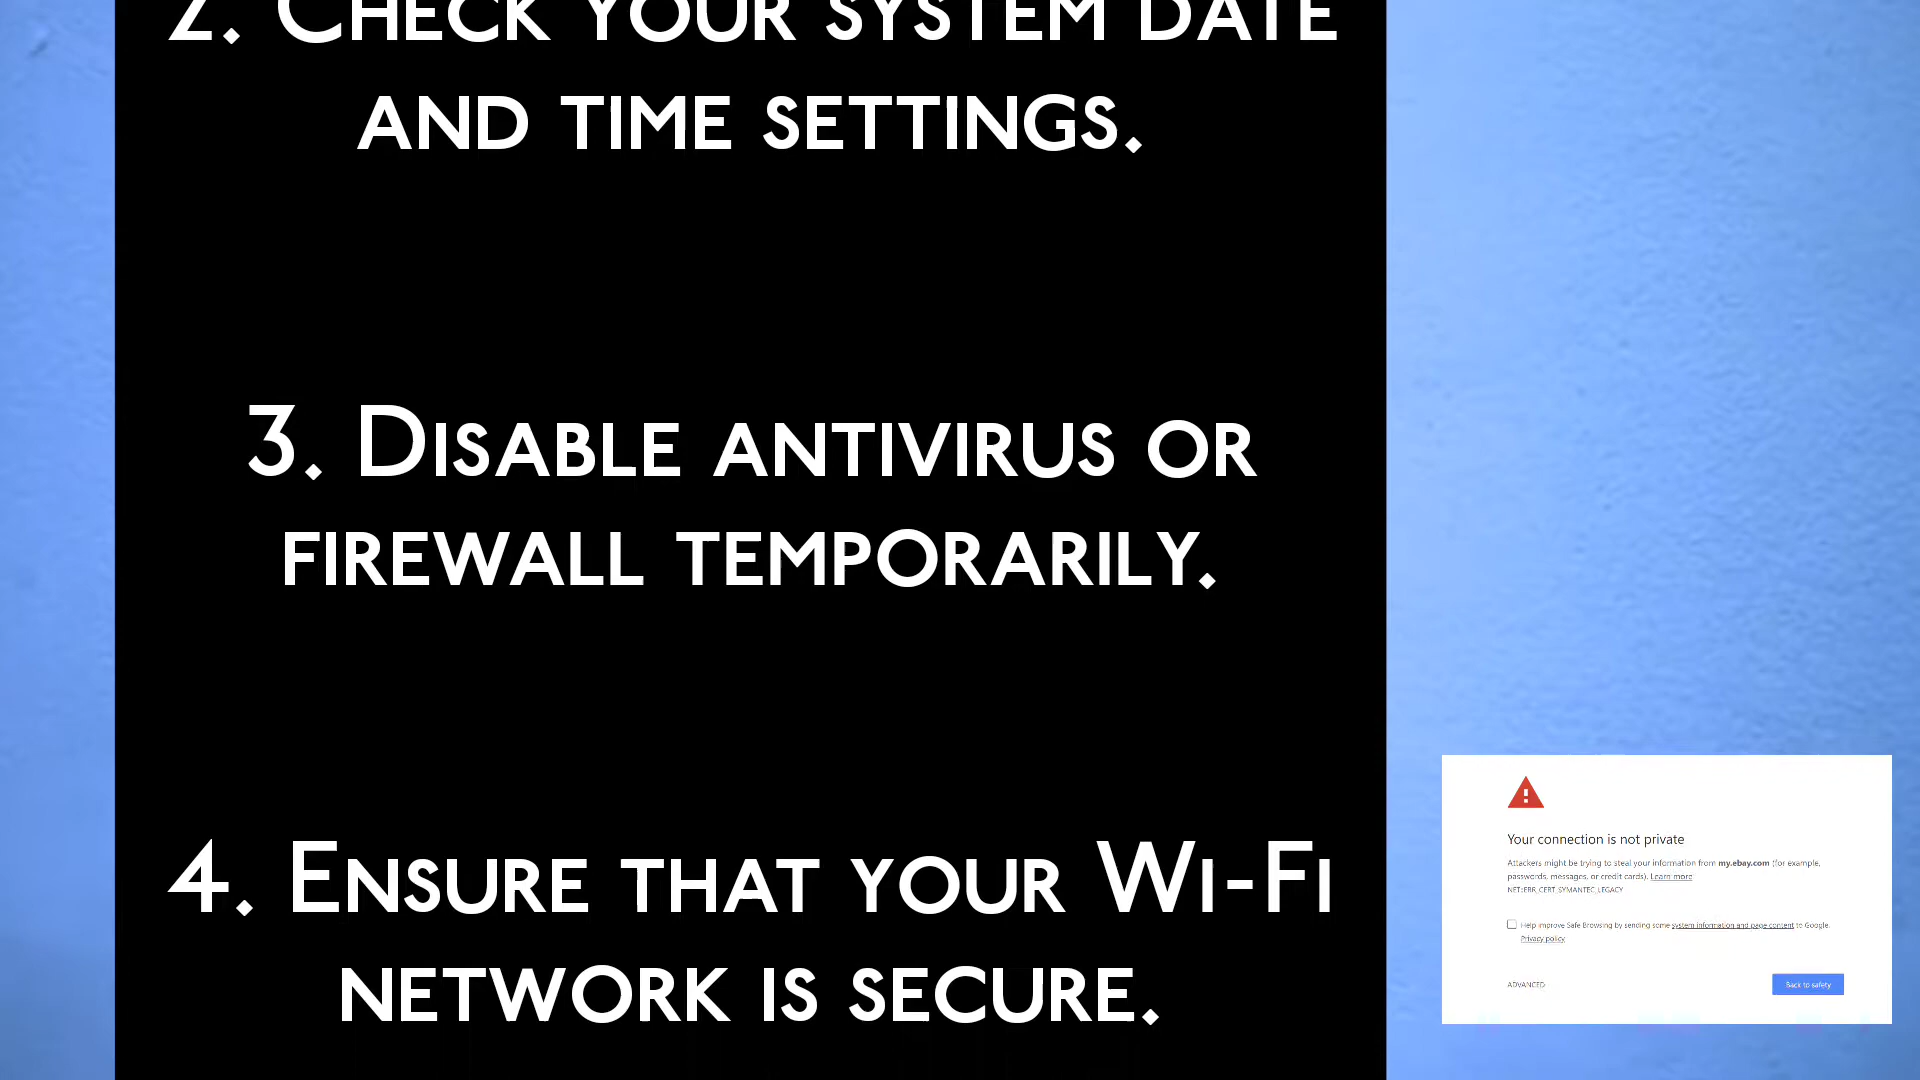 2. Check your system date
and time settings.
3. Disable antivirus or
firewall temporarily.
4. Ensure that your Wi-Fi
network is secure.
Your connection is not private
Attackers might be trying to steal your information from my.ebay.com (for example,
passwords, messages, or credit cards). Learn more
NET::ERR_CERT_SYMANTEC_LEGACY
Help improve Safe Browsing by sending some system information and page content to Google.
Privacy policy
ADVANCED
Back to safety